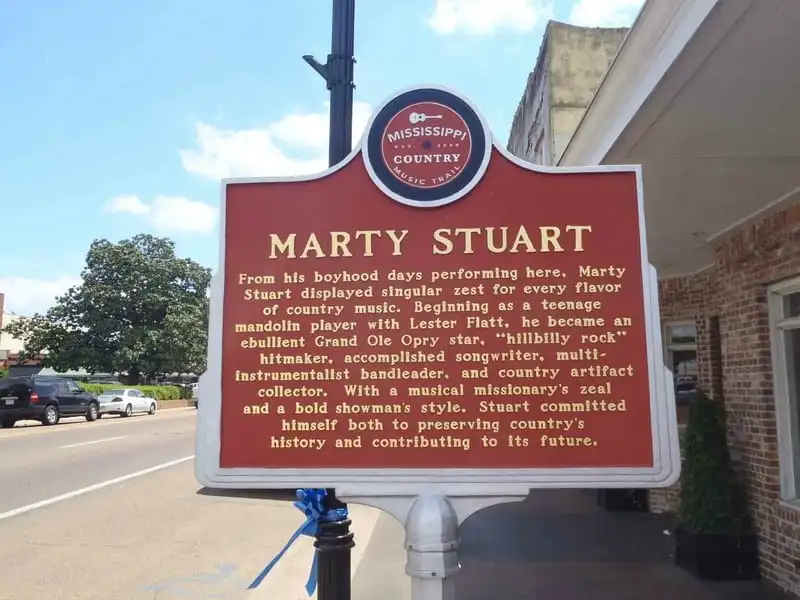 MISSISSIPPI
COUNTRY
MUSIC TRAIL
MARTY STUART
From his boyhood days performing here, Marty
Stuart displayed singular zest for every flavor
of country music. Beginning as a teenage
mandolin player with Lester Flatt, he became an
ebullient Grand Ole Opry star, “hillbilly rock”
hitmaker, accomplished songwriter, multi-
instrumentalist bandleader, and country artifact
collector. With a musical missionary's zeal
and a bold showman's style, Stuart committed
himself both to preserving country's
history and contributing to its future.